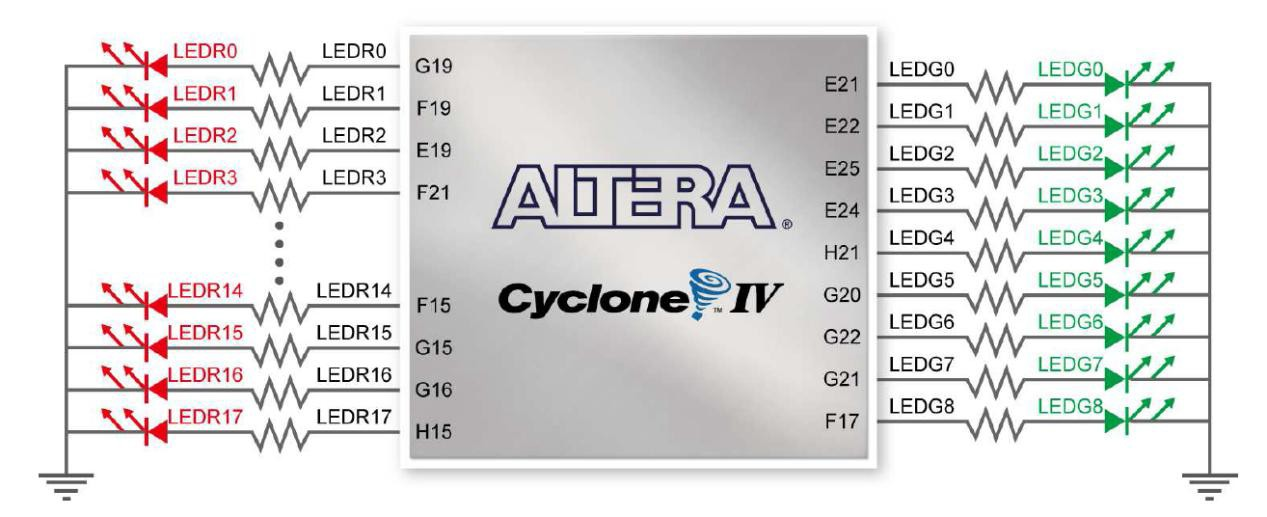 LEDR0 LEDR0 G19
LEDR1 LEDR1 F19
LEDR2 LEDR2 E19
LEDR3 LEDR3 F21
LEDR14 LEDR14 F15
LEDR15 LEDR15 G15
LEDR16 LEDR16 G16
LEDR17 LEDR17 H15
ALTERA®
Cyclone™ IV
E21 LEDG0 LEDG0
E22 LEDG1 LEDG1
E25 LEDG2 LEDG2
E24 LEDG3 LEDG3
H21 LEDG4 LEDG4
G20 LEDG5 LEDG5
G22 LEDG6 LEDG6
G21 LEDG7 LEDG7
F17 LEDG8 LEDG8